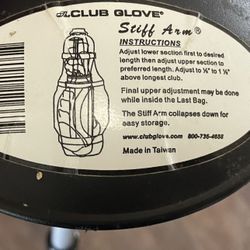 CLUB GLOVE®
Stiff Arm®
INSTRUCTIONS
Adjust lower section first to desired
length then adjust upper section to
preferred length. Adjust to ½" to 1 ½"
above longest club.
Final upper adjustment may be done
while inside the Last Bag.
The Stiff Arm collapses down for
easy storage.
www.clubglove.com 800-735-4658
Made in Taiwan